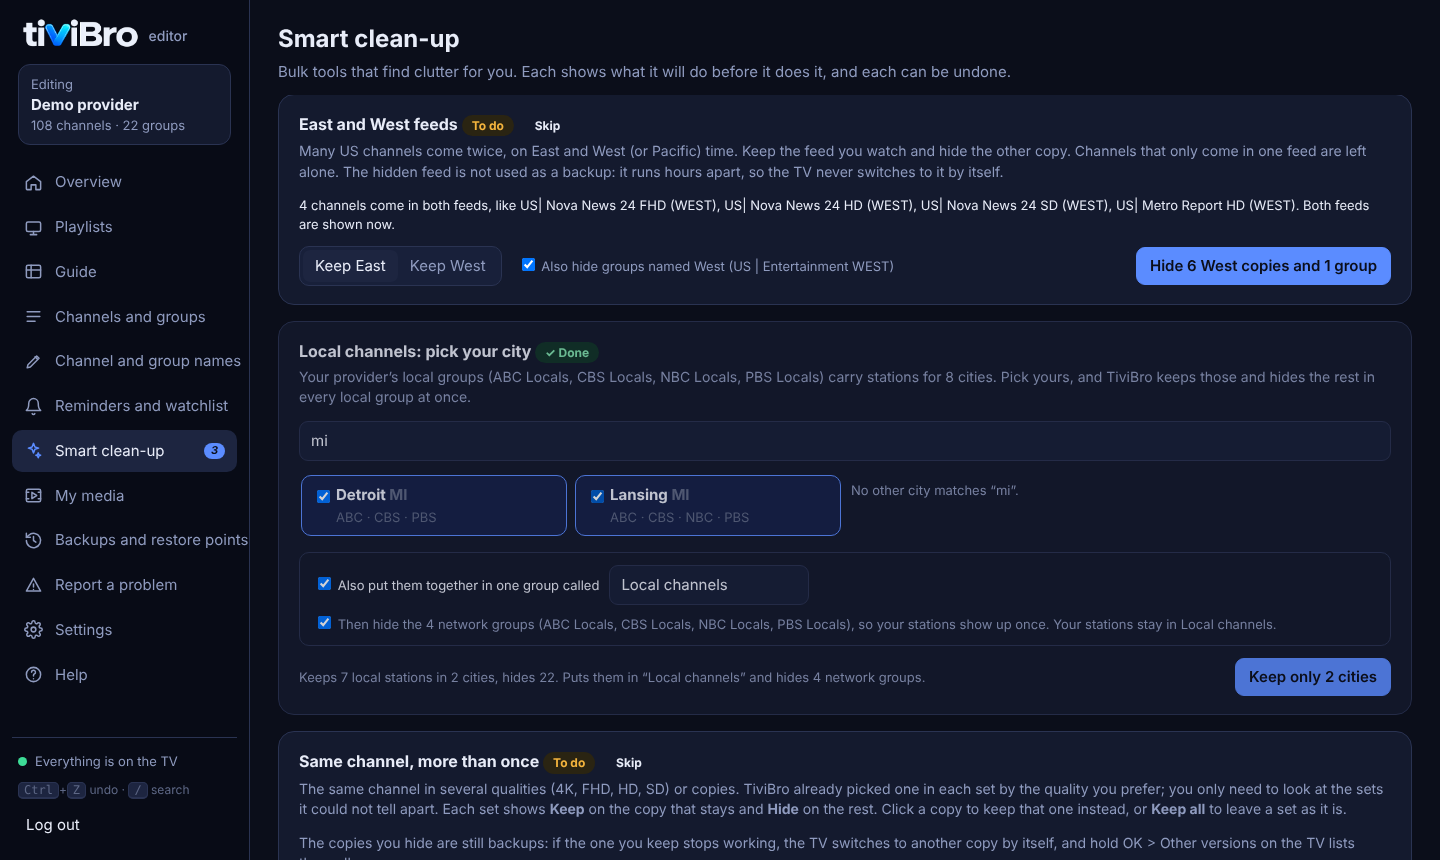 tiviBro editor
Editing
Demo provider
108 channels · 22 groups
Overview
Playlists
Guide
Channels and groups
Channel and group names
Reminders and watchlist
Smart clean-up 3
My media
Backups and restore points
Report a problem
Settings
Help
Everything is on the TV
Ctrl+Z undo · / search
Log out
Smart clean-up
Bulk tools that find clutter for you. Each shows what it will do before it does it, and each can be undone.
East and West feeds To do Skip
Many US channels come twice, on East and West (or Pacific) time. Keep the feed you watch and hide the other copy. Channels that only come in one feed are left
alone. The hidden feed is not used as a backup: it runs hours apart, so the TV never switches to it by itself.
4 channels come in both feeds, like US| Nova News 24 FHD (WEST), US| Nova News 24 HD (WEST), US| Nova News 24 SD (WEST), US| Metro Report HD (WEST). Both feeds
are shown now.
Keep East Keep West Also hide groups named West (US | Entertainment WEST) Hide 6 West copies and 1 group
Local channels: pick your city ✓ Done
Your provider’s local groups (ABC Locals, CBS Locals, NBC Locals, PBS Locals) carry stations for 8 cities. Pick yours, and TiviBro keeps those and hides the rest in
every local group at once.
mi
Detroit MI
ABC · CBS · PBS
Lansing MI
ABC · CBS · NBC · PBS
No other city matches “mi”.
Also put them together in one group called Local channels
Then hide the 4 network groups (ABC Locals, CBS Locals, NBC Locals, PBS Locals), so your stations show up once. Your stations stay in Local channels.
Keeps 7 local stations in 2 cities, hides 22. Puts them in “Local channels” and hides 4 network groups. Keep only 2 cities
Same channel, more than once To do Skip
The same channel in several qualities (4K, FHD, HD, SD) or copies. TiviBro already picked one in each set by the quality you prefer; you only need to look at the sets
it could not tell apart. Each set shows Keep on the copy that stays and Hide on the rest. Click a copy to keep that one instead, or Keep all to leave a set as it is.
The copies you hide are still backups: if the one you keep stops working, the TV switches to another copy by itself, and hold OK > Other versions on the TV lists